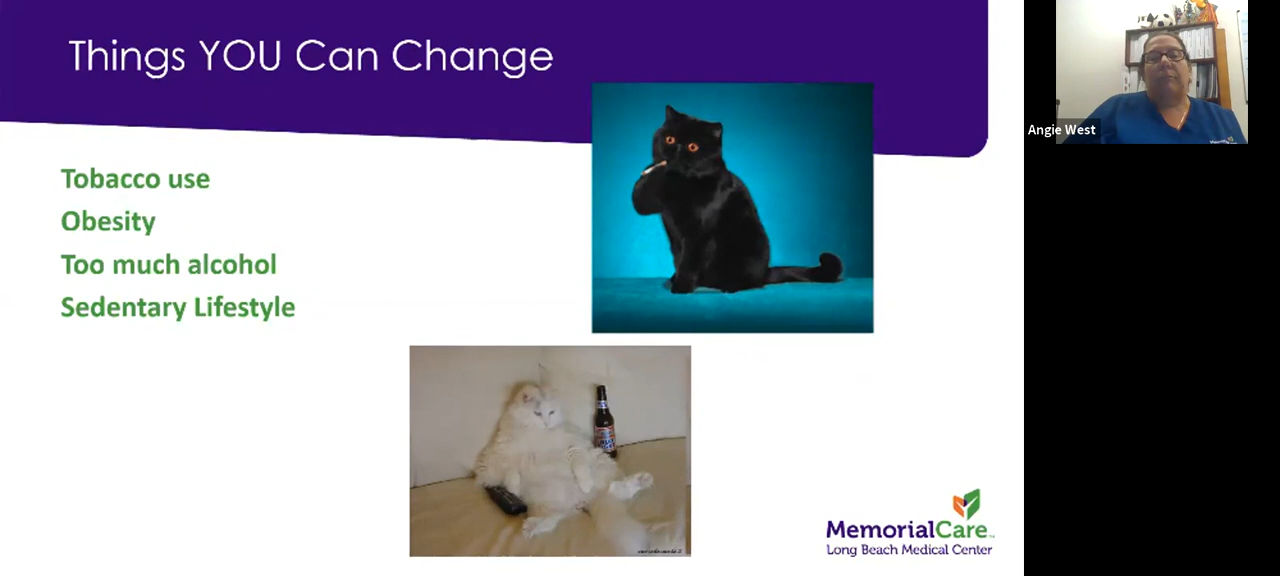 Things YOU Can Change
Tobacco use
Obesity
Too much alcohol
Sedentary Lifestyle
MemorialCare
Long Beach Medical Center
Angie West